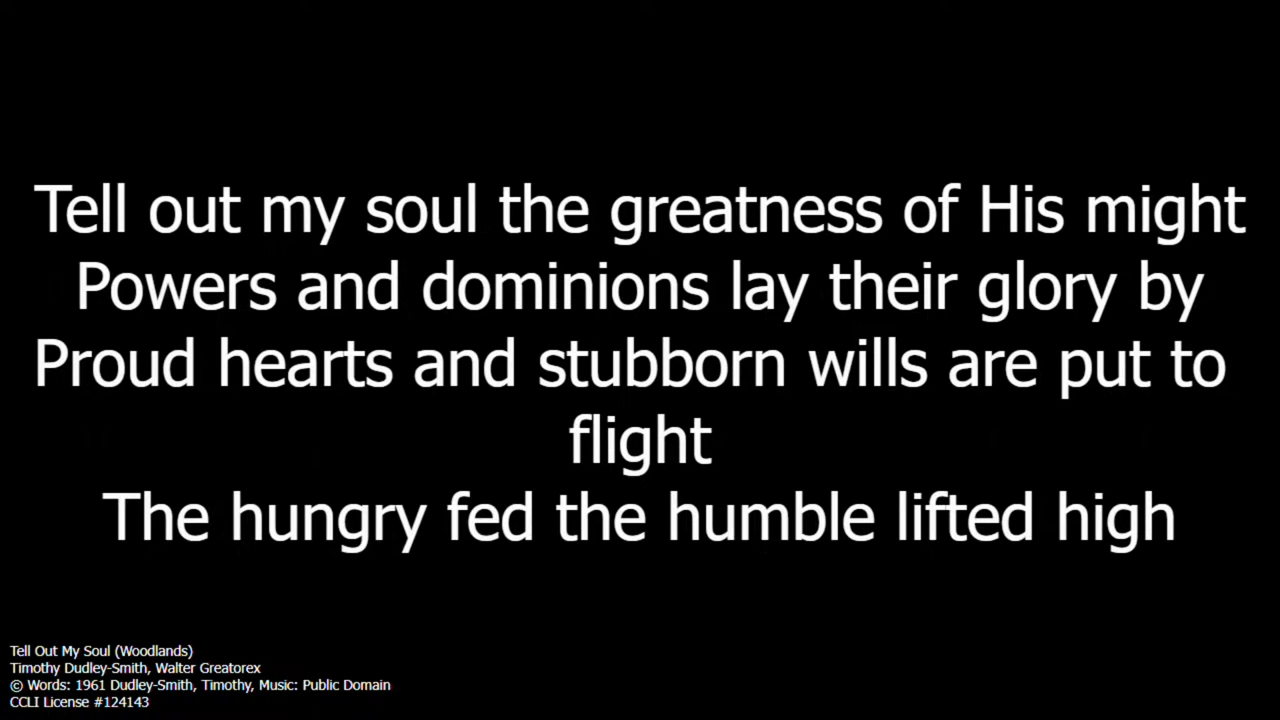 Tell out my soul the greatness of His might
Powers and dominions lay their glory by
Proud hearts and stubborn wills are put to
flight
The hungry fed the humble lifted high
Tell Out My Soul (Woodlands)
Timothy Dudley-Smith, Walter Greatorex
© Words: 1961 Dudley-Smith, Timothy, Music: Public Domain
CCLI License #124143